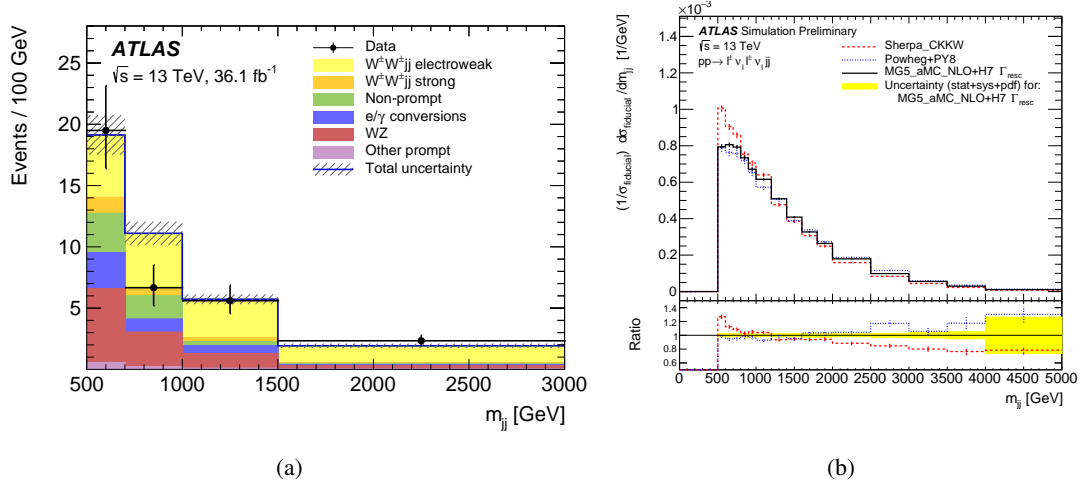 ATLAS
√s = 13 TeV, 36.1 fb⁻¹
Data
W±W±jj electroweak
W±W±jj strong
Non-prompt
e/γ conversions
WZ
Other prompt
Total uncertainty
Events / 100 GeV
25
20
15
10
5
500 1000 1500 2000 2500 3000
m_jj [GeV]
(a)
×10⁻³
ATLAS Simulation Preliminary
√s = 13 TeV
pp→ l± ν_l l± ν_l jj
Sherpa_CKKW
Powheg+PY8
MG5_aMC_NLO+H7 Γ_resc
Uncertainty (stat+sys+pdf) for:
MG5_aMC_NLO+H7 Γ_resc
(1/σ_fiducial) dσ_fiducial/dm_jj [1/GeV]
1.4
1.2
1
0.8
0.6
0.4
0.2
0
Ratio
1.4
1.2
1
0.8
0.6
0 500 1000 1500 2000 2500 3000 3500 4000 4500 5000
m_jj [GeV]
(b)